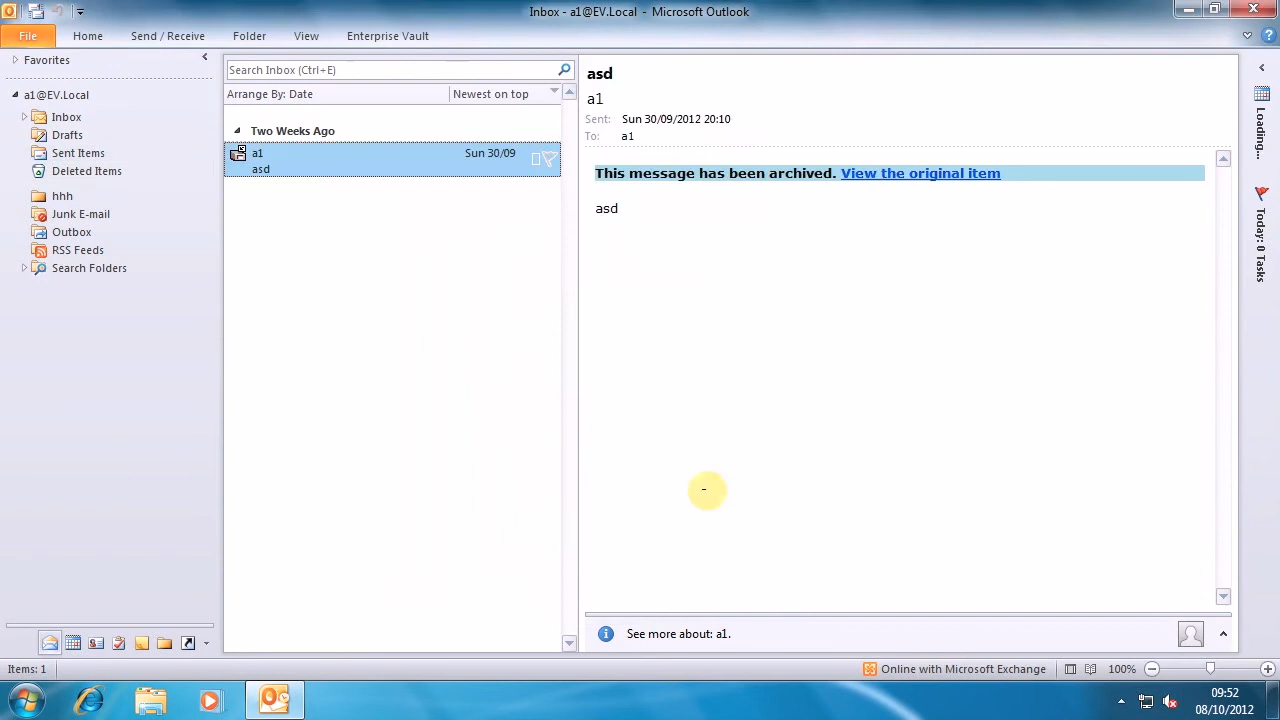 Inbox - a1@EV.Local - Microsoft Outlook
File Home Send / Receive Folder View Enterprise Vault
Favorites
a1@EV.Local
Inbox
Drafts
Sent Items
Deleted Items
hhh
Junk E-mail
Outbox
RSS Feeds
Search Folders
Search Inbox (Ctrl+E)
Arrange By: Date Newest on top
Two Weeks Ago
a1 Sun 30/09
asd
asd
a1
Sent: Sun 30/09/2012 20:10
To: a1
This message has been archived. View the original item
asd
See more about: a1.
Loading...
Today: 0 Tasks
Items: 1 Online with Microsoft Exchange 100%
09:52
08/10/2012